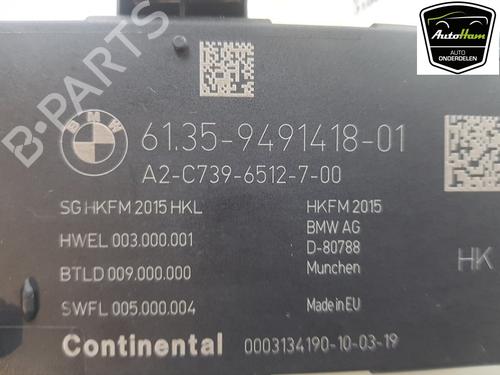 AutoHam
AUTO
ONDERDELEN
B-PARTS
BMW
61.35-9491418-01
A2-C739-6512-7-00
SG HKFM 2015 HKL
HWEL 003.000.001
BTLD 009.000.000
SWFL 005.000.004
HKFM 2015
BMW AG
D-80788
Munchen
Made in EU
HK
Continental 0003134190-10-03-19